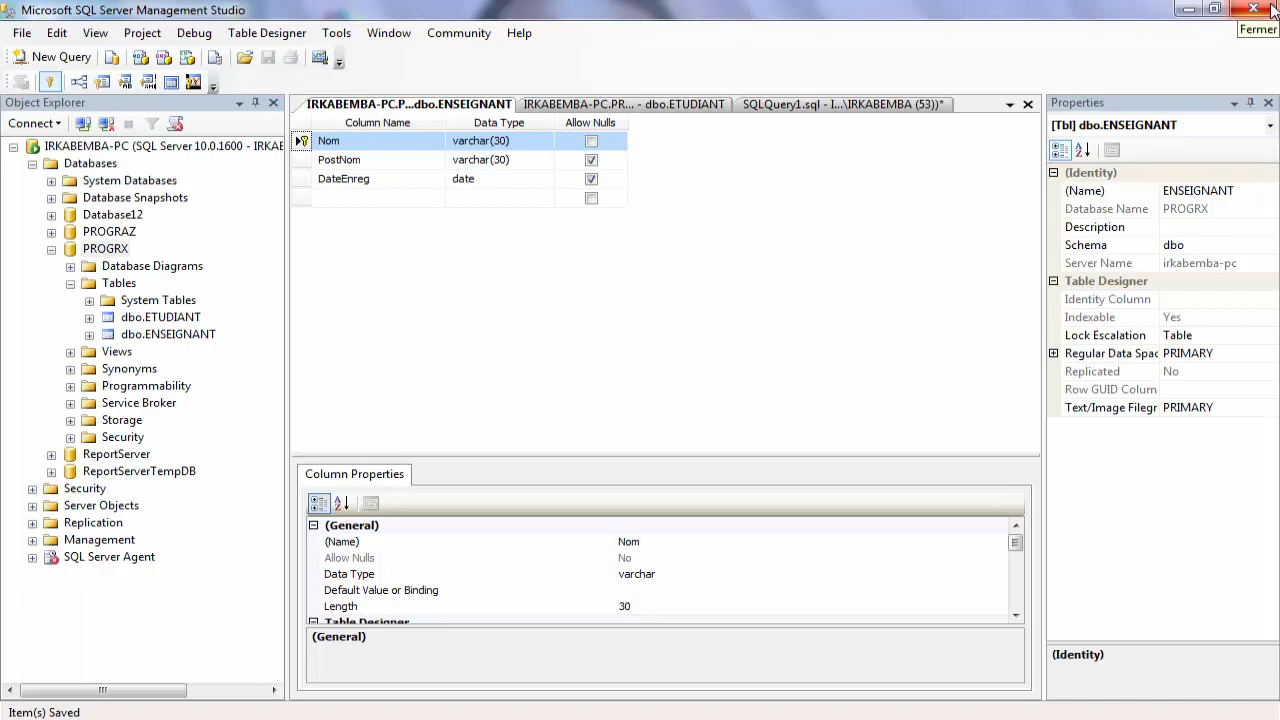 Microsoft SQL Server Management Studio
Fermer
File Edit View Project Debug Table Designer Tools Window Community Help
New Query
Object Explorer
Connect
IRKABEMBA-PC (SQL Server 10.0.1600 - IRKAE
Databases
System Databases
Database Snapshots
Database12
PROGRAZ
PROGRX
Database Diagrams
Tables
System Tables
dbo.ETUDIANT
dbo.ENSEIGNANT
Views
Synonyms
Programmability
Service Broker
Storage
Security
ReportServer
ReportServerTempDB
Security
Server Objects
Replication
Management
SQL Server Agent
IRKABEMBA-PC.P...dbo.ENSEIGNANT IRKABEMBA-PC.PR... - dbo.ETUDIANT SQLQuery1.sql - I...\IRKABEMBA (53))*
Column Name Data Type Allow Nulls
Nom varchar(30)
PostNom varchar(30)
DateEnreg date
Column Properties
(General)
(Name) Nom
Allow Nulls No
Data Type varchar
Default Value or Binding
Length 30
Table Designer
(General)
Properties
[Tbl] dbo.ENSEIGNANT
(Identity)
(Name) ENSEIGNANT
Database Name PROGRX
Description
Schema dbo
Server Name irkabemba-pc
Table Designer
Identity Column
Indexable Yes
Lock Escalation Table
Regular Data Spac PRIMARY
Replicated No
Row GUID Colum
Text/Image Filegr PRIMARY
(Identity)
Item(s) Saved